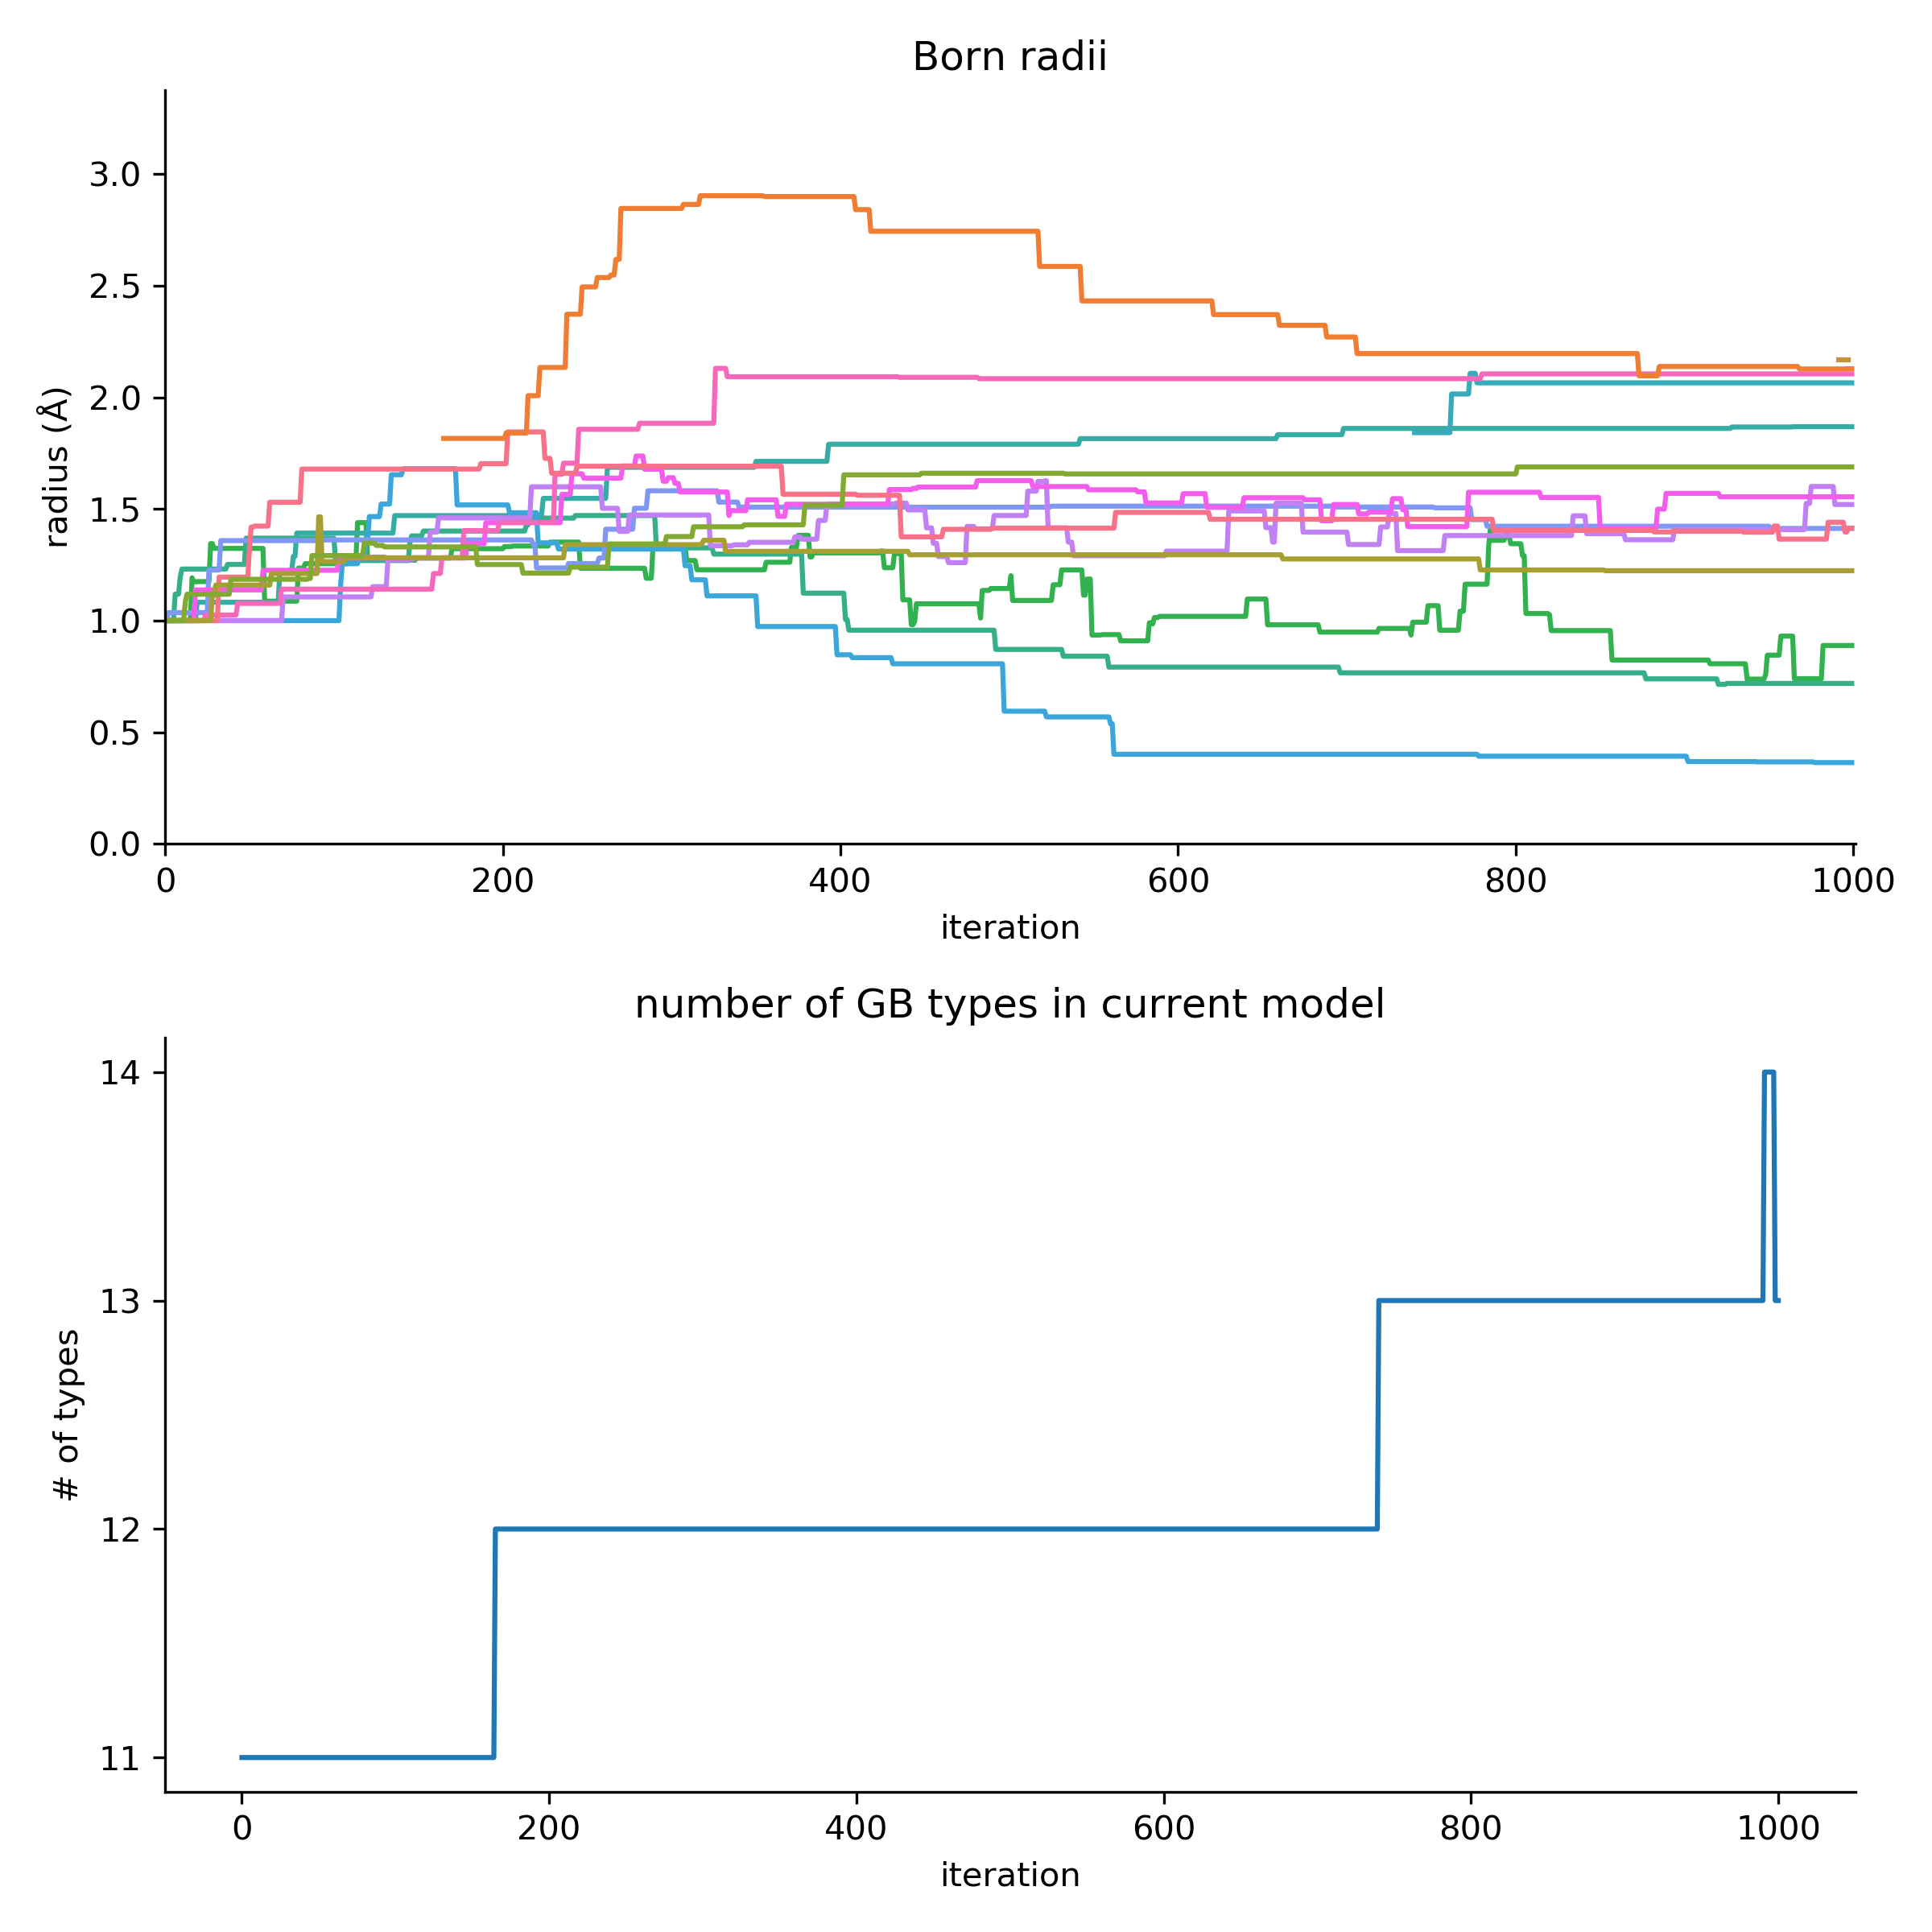 Born radii
3.0
2.5
2.0
1.5
1.0
0.5
0.0
radius (Å)
0 200 400 600 800 1000
iteration
number of GB types in current model
14
13
12
11
# of types
0 200 400 600 800 1000
iteration